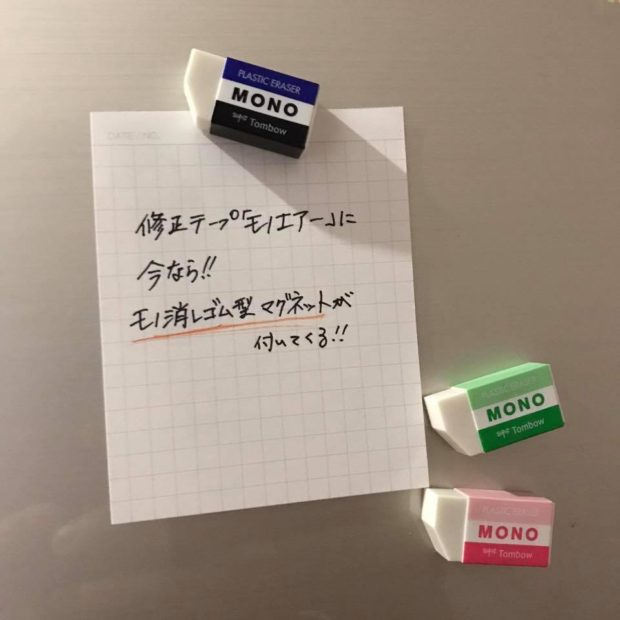 PLASTIC ERASER
MONO
Tombow
DATE/NO.
修正テープ「モノエアー」に
今なら!!
モノ消しゴム型マグネットが
付いてくる!!
PLASTIC ERASER
MONO
Tombow
PLASTIC ERASER
MONO
Tombow